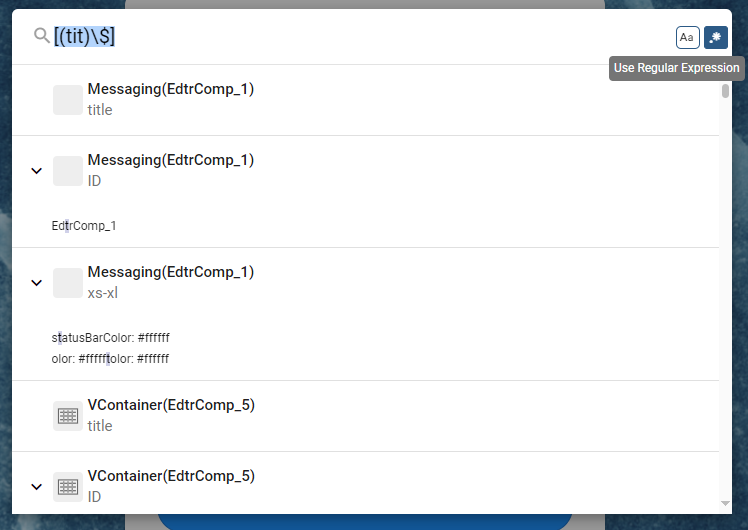 [(tit)\$]
Aa
Use Regular Expression
Messaging(EdtrComp_1)
title
Messaging(EdtrComp_1)
ID
EdtrComp_1
Messaging(EdtrComp_1)
xs-xl
statusBarColor: #ffffff
olor: #ffffftolor: #ffffff
VContainer(EdtrComp_5)
title
VContainer(EdtrComp_5)
ID